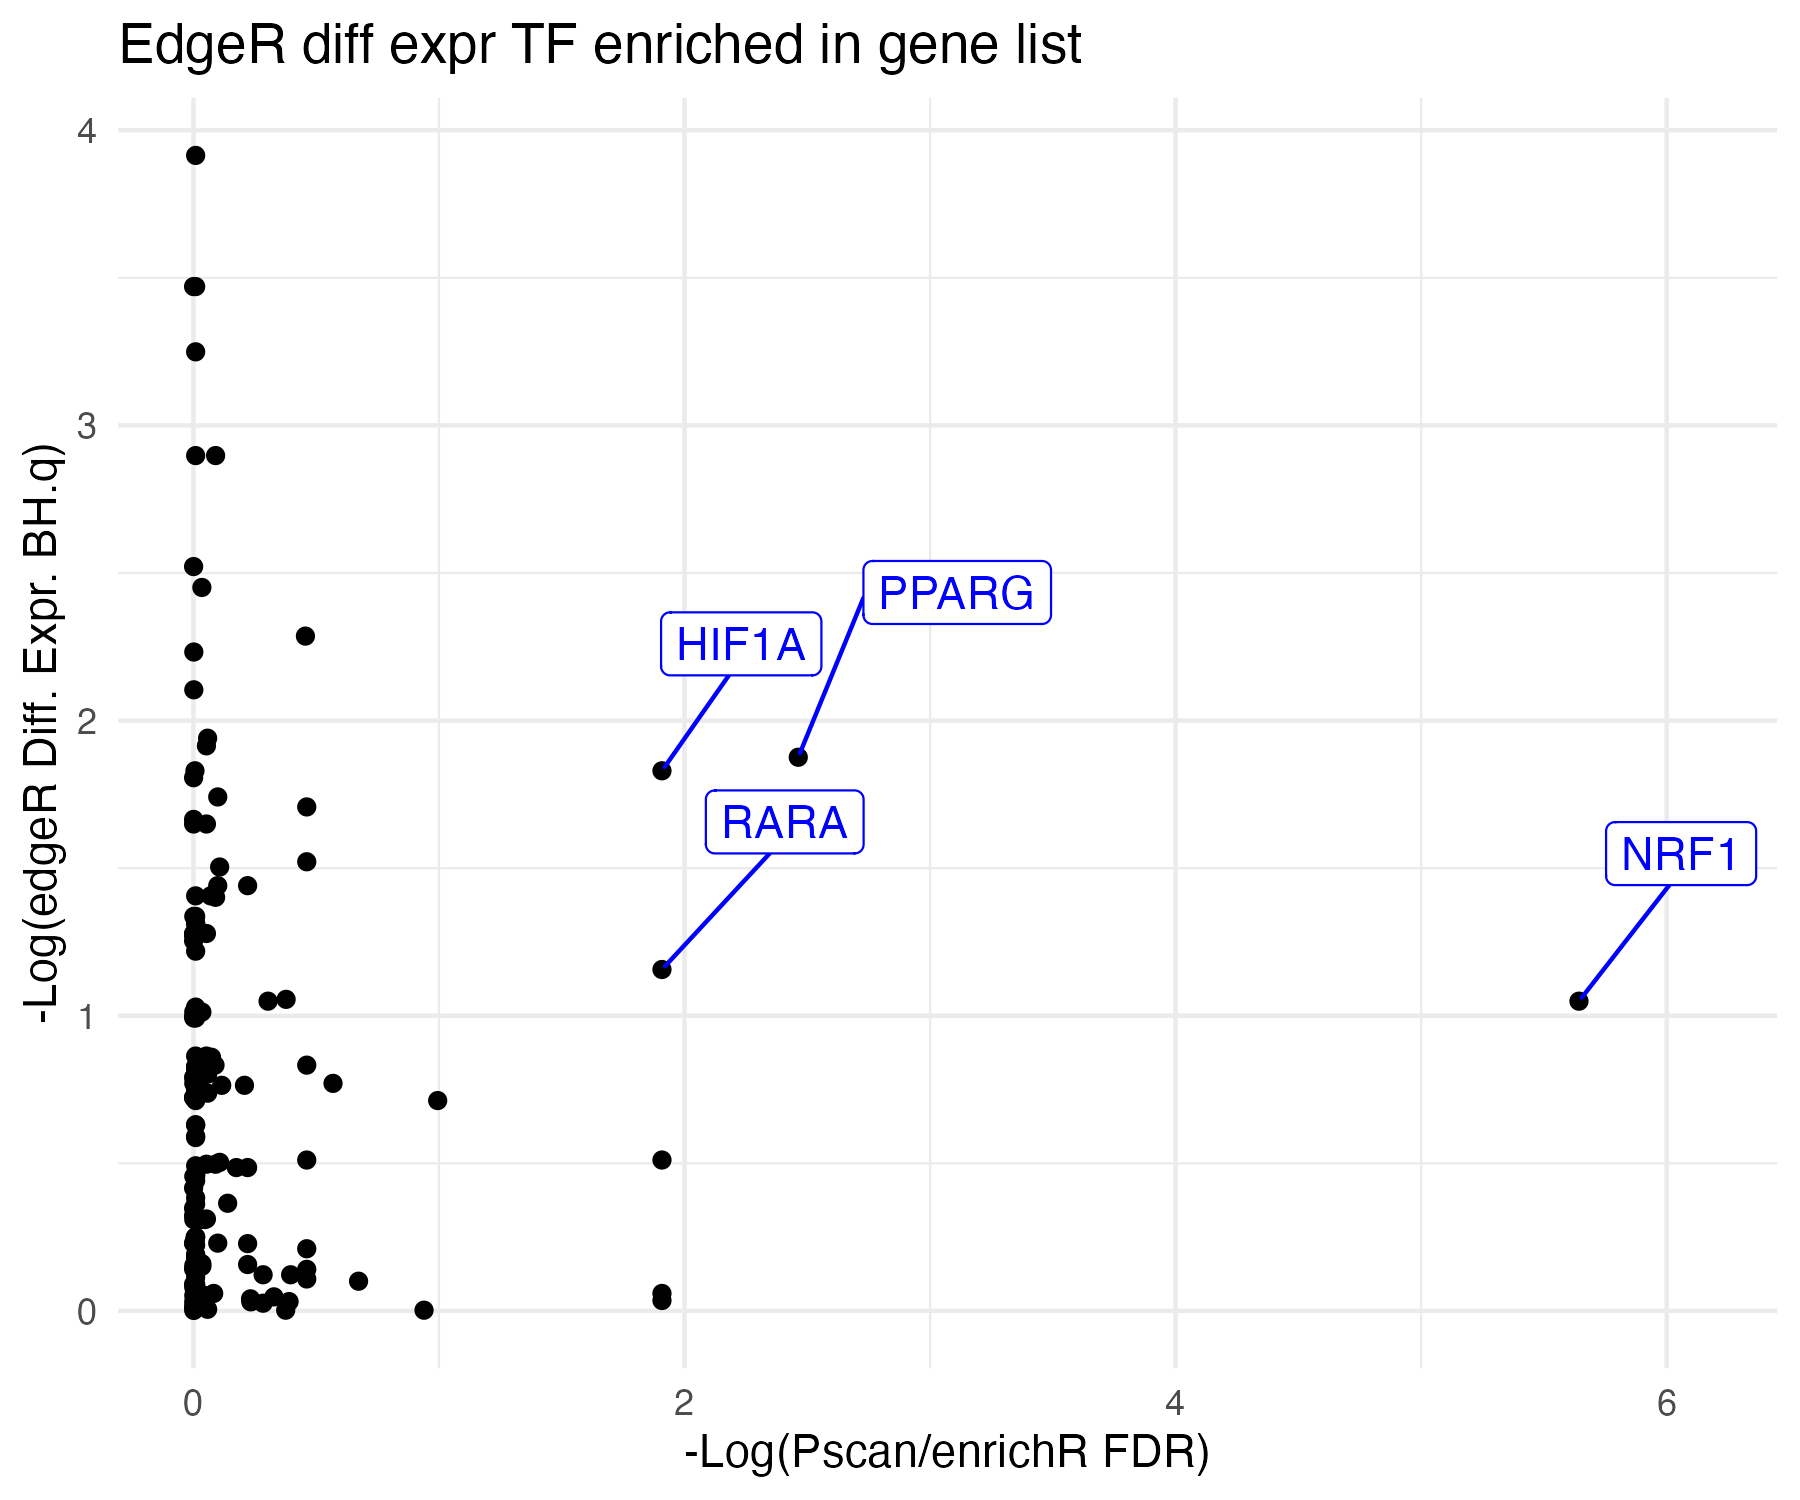 EdgeR diff expr TF enriched in gene list
-Log(edgeR Diff. Expr. BH.q)
4
3
2
1
0
PPARG
HIF1A
RARA
NRF1
0 2 4 6
-Log(Pscan/enrichR FDR)